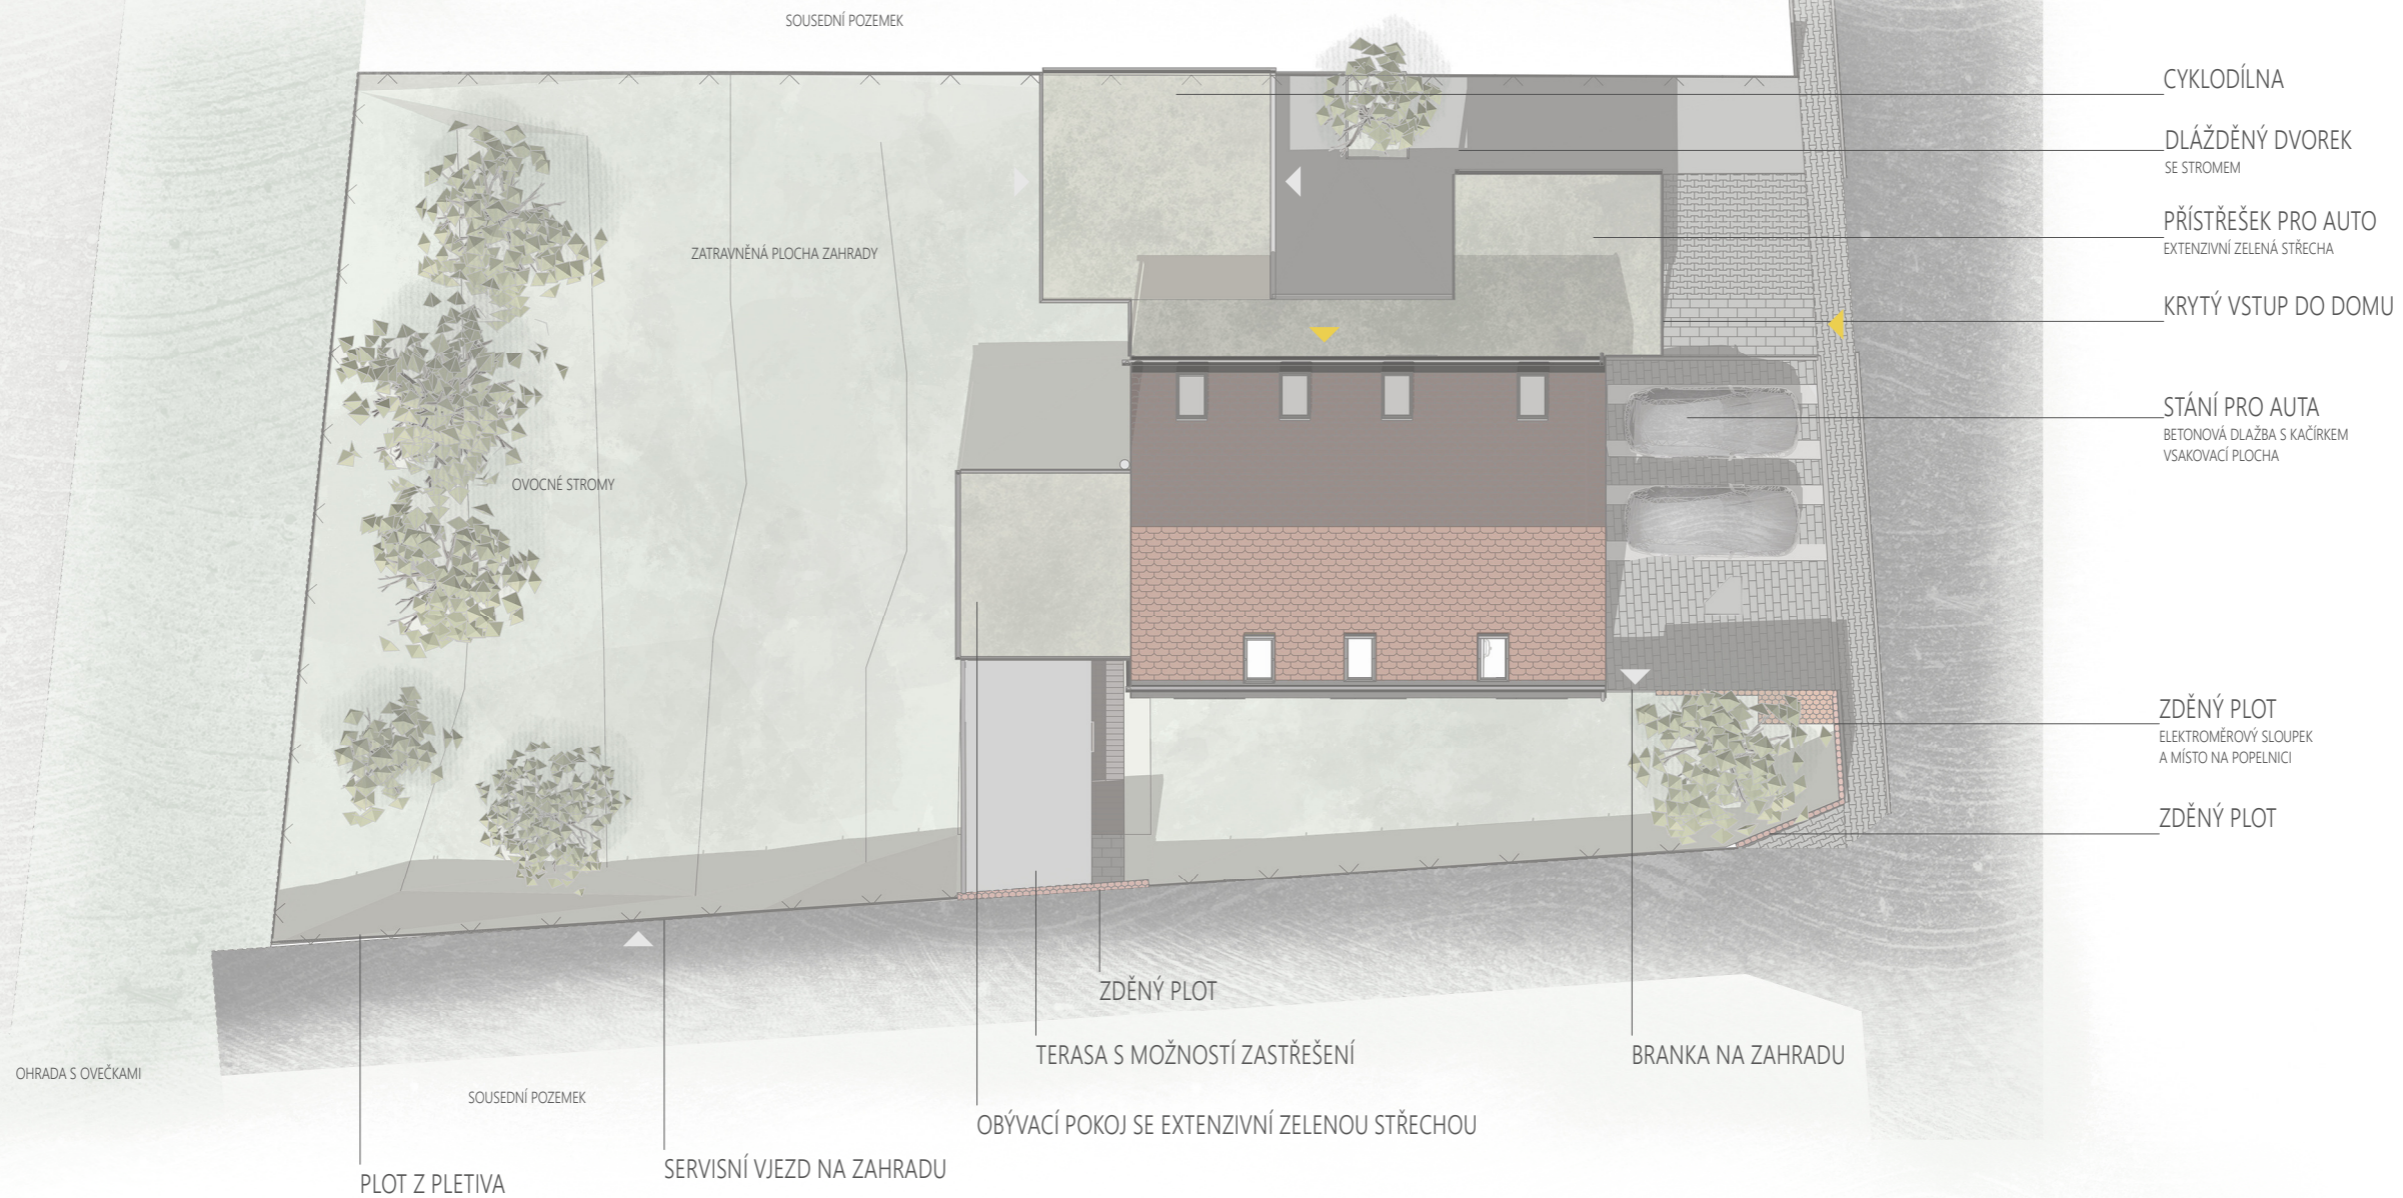 SOUSEDNÍ POZEMEK
CYKLODÍLNA
DLÁŽDĚNÝ DVOREK
SE STROMEM
PŘÍSTŘEŠEK PRO AUTO
EXTENZIVNÍ ZELENÁ STŘECHA
ZATRAVNĚNÁ PLOCHA ZAHRADY
KRYTÝ VSTUP DO DOMU
STÁNÍ PRO AUTA
BETONOVÁ DLAŽBA S KAČÍRKEM
VSAKOVACÍ PLOCHA
OVOCNÉ STROMY
ZDĚNÝ PLOT
ELEKTROMĚROVÝ SLOUPEK
A MÍSTO NA POPELNICI
ZDĚNÝ PLOT
ZDĚNÝ PLOT
TERASA S MOŽNOSTÍ ZASTŘEŠENÍ
BRANKA NA ZAHRADU
OHRADA S OVEČKAMI
SOUSEDNÍ POZEMEK
OBÝVACÍ POKOJ SE EXTENZIVNÍ ZELENOU STŘECHOU
SERVISNÍ VJEZD NA ZAHRADU
PLOT Z PLETIVA